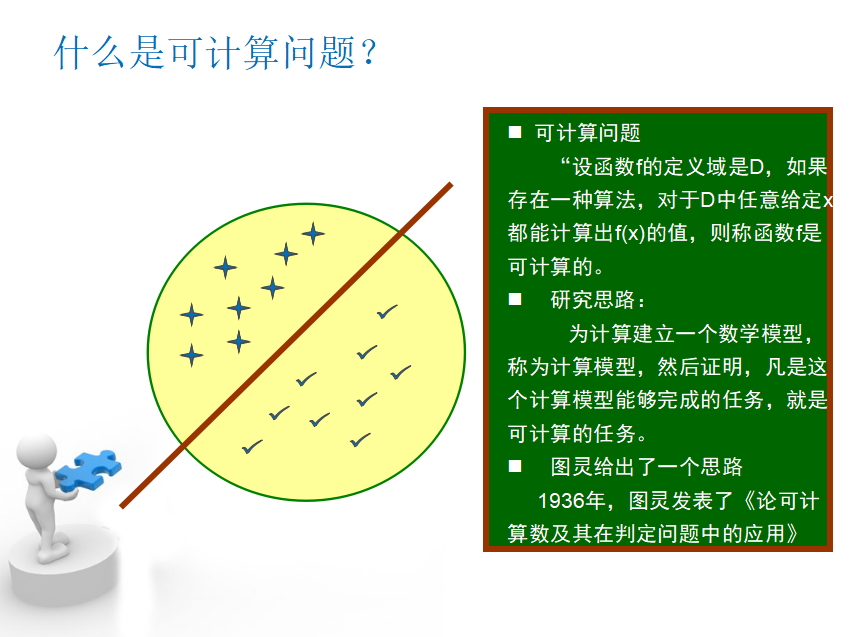 什么是可计算问题？
■ 可计算问题
“设函数f的定义域是D，如果
存在一种算法，对于D中任意给定x
都能计算出f(x)的值，则称函数f是
可计算的。
■ 研究思路：
为计算建立一个数学模型，
称为计算模型，然后证明，凡是这
个计算模型能够完成的任务，就是
可计算的任务。
■ 图灵给出了一个思路
1936年，图灵发表了《论可计
算数及其在判定问题中的应用》